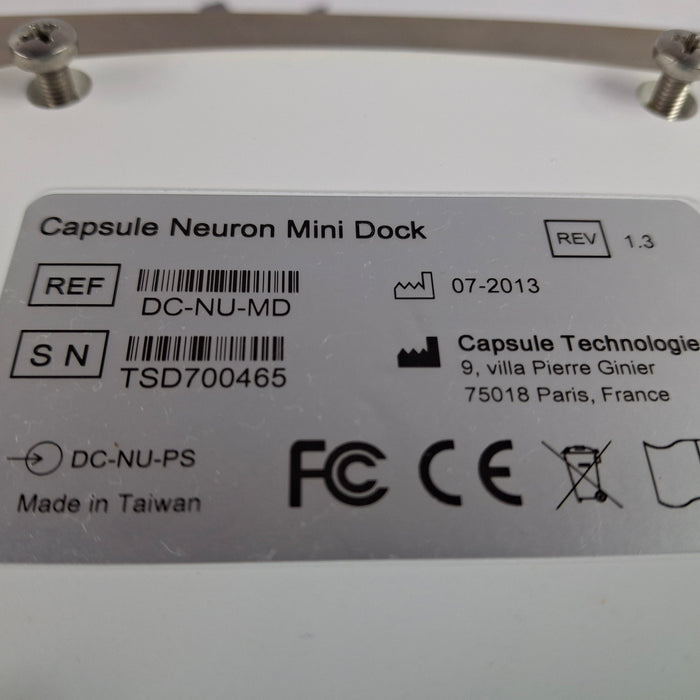 Capsule Neuron Mini Dock
REV 1.3
REF DC-NU-MD
07-2013
SN TSD700465
Capsule Technologie
9, villa Pierre Ginier
75018 Paris, France
DC-NU-PS
Made in Taiwan
FC CE